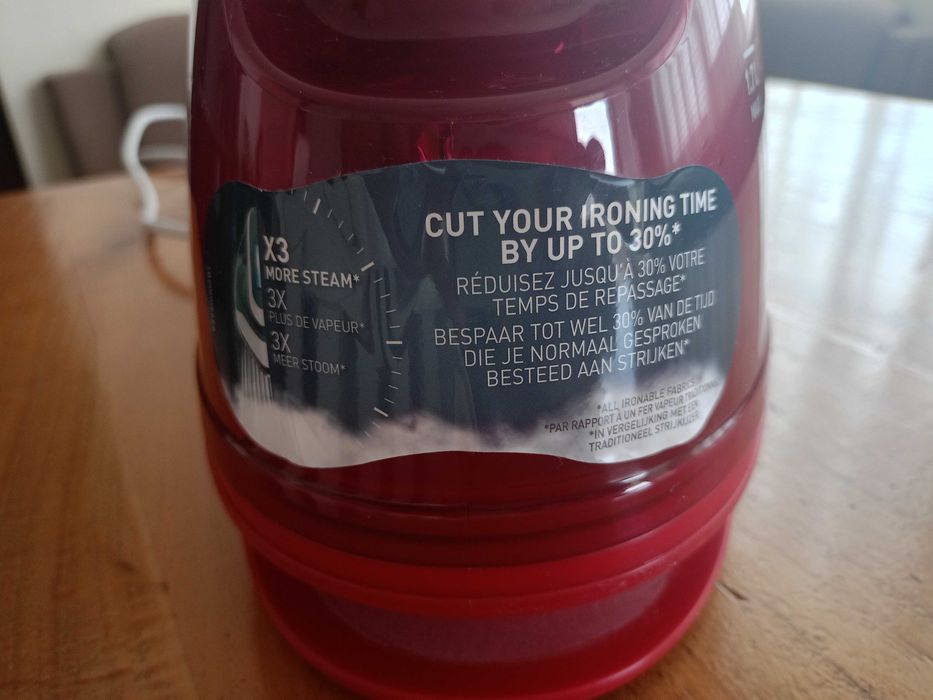 X3
MORE STEAM*
3X
PLUS DE VAPEUR*
3X
MEER STOOM*
CUT YOUR IRONING TIME
BY UP TO 30%*
RÉDUISEZ JUSQU'À 30% VOTRE
TEMPS DE REPASSAGE*
BESPAAR TOT WEL 30% VAN DE TIJD
DIE JE NORMAAL GESPROKEN
BESTEED AAN STRIJKEN*
*ALL IRONABLE FABRICS
*PAR RAPPORT À UN FER VAPEUR TRADITIONNEL
*IN VERGELIJKING MET EEN
TRADITIONEEL STRIJKIJZER